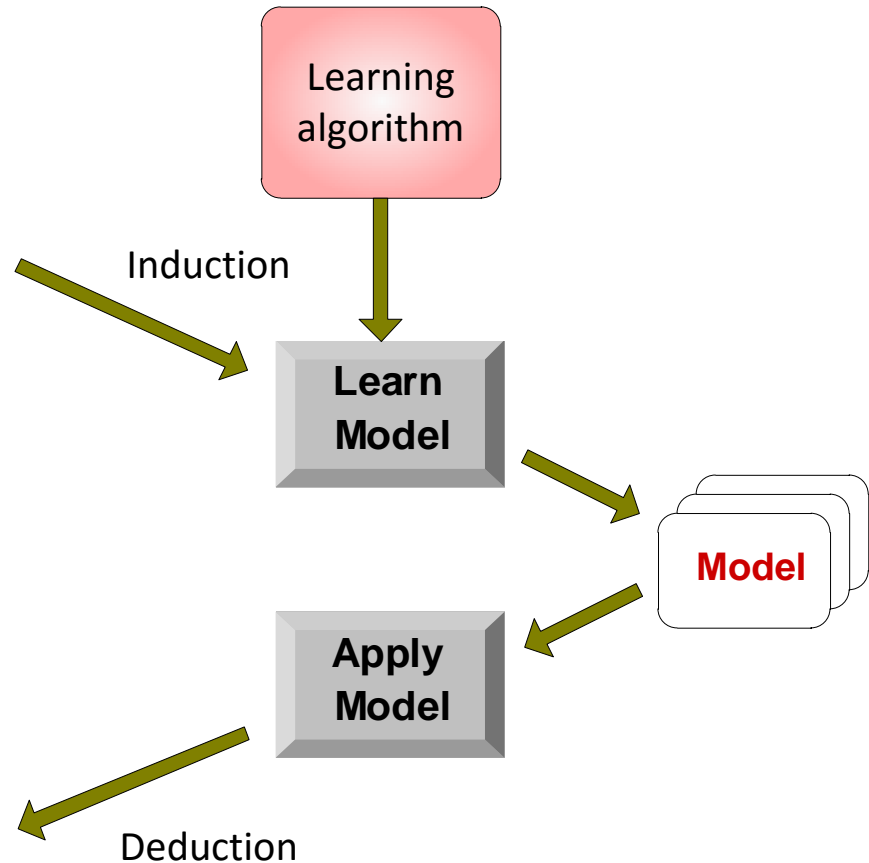 Learning
algorithm
Induction
Learn
Model
Model
Apply
Model
Deduction